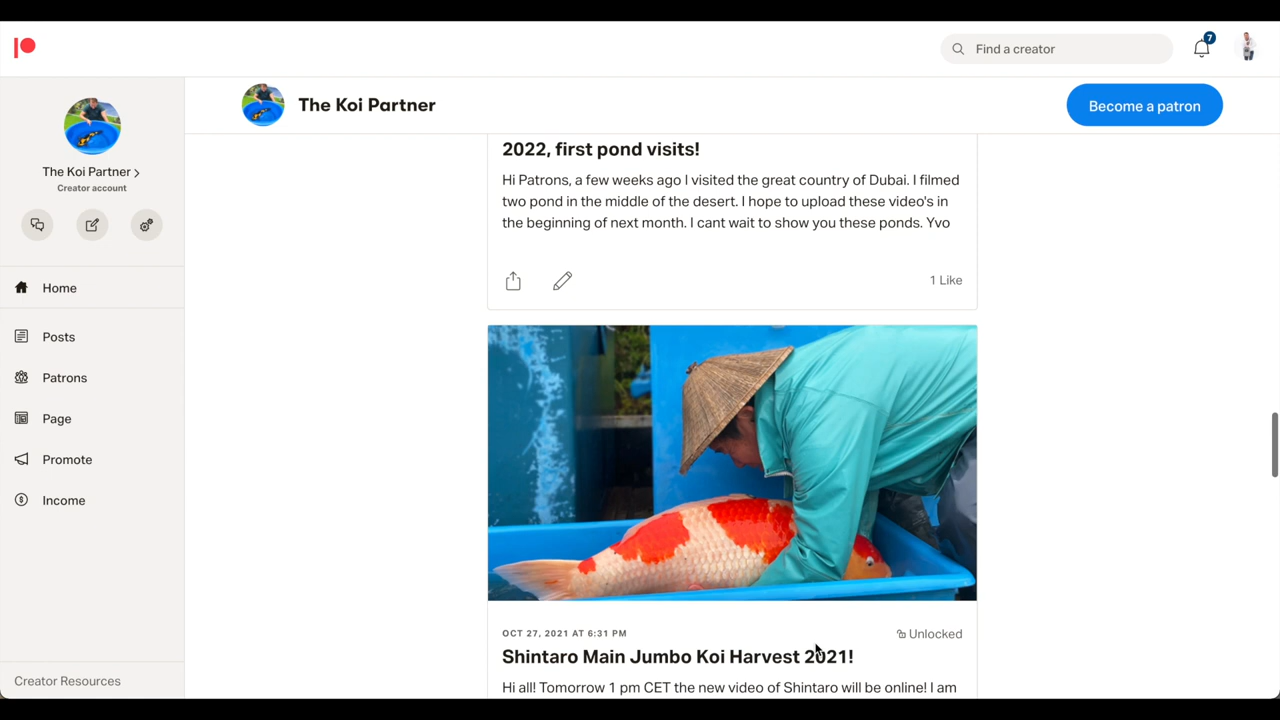 Find a creator
7
The Koi Partner
Become a patron
The Koi Partner
Creator account
Home
Posts
Patrons
Page
Promote
Income
Creator Resources
2022, first pond visits!
Hi Patrons, a few weeks ago I visited the great country of Dubai. I filmed
two pond in the middle of the desert. I hope to upload these video's in
the beginning of next month. I cant wait to show you these ponds. Yvo
1 Like
OCT 27, 2021 AT 6:31 PM
Unlocked
Shintaro Main Jumbo Koi Harvest 2021!
Hi all! Tomorrow 1 pm CET the new video of Shintaro will be online! I am